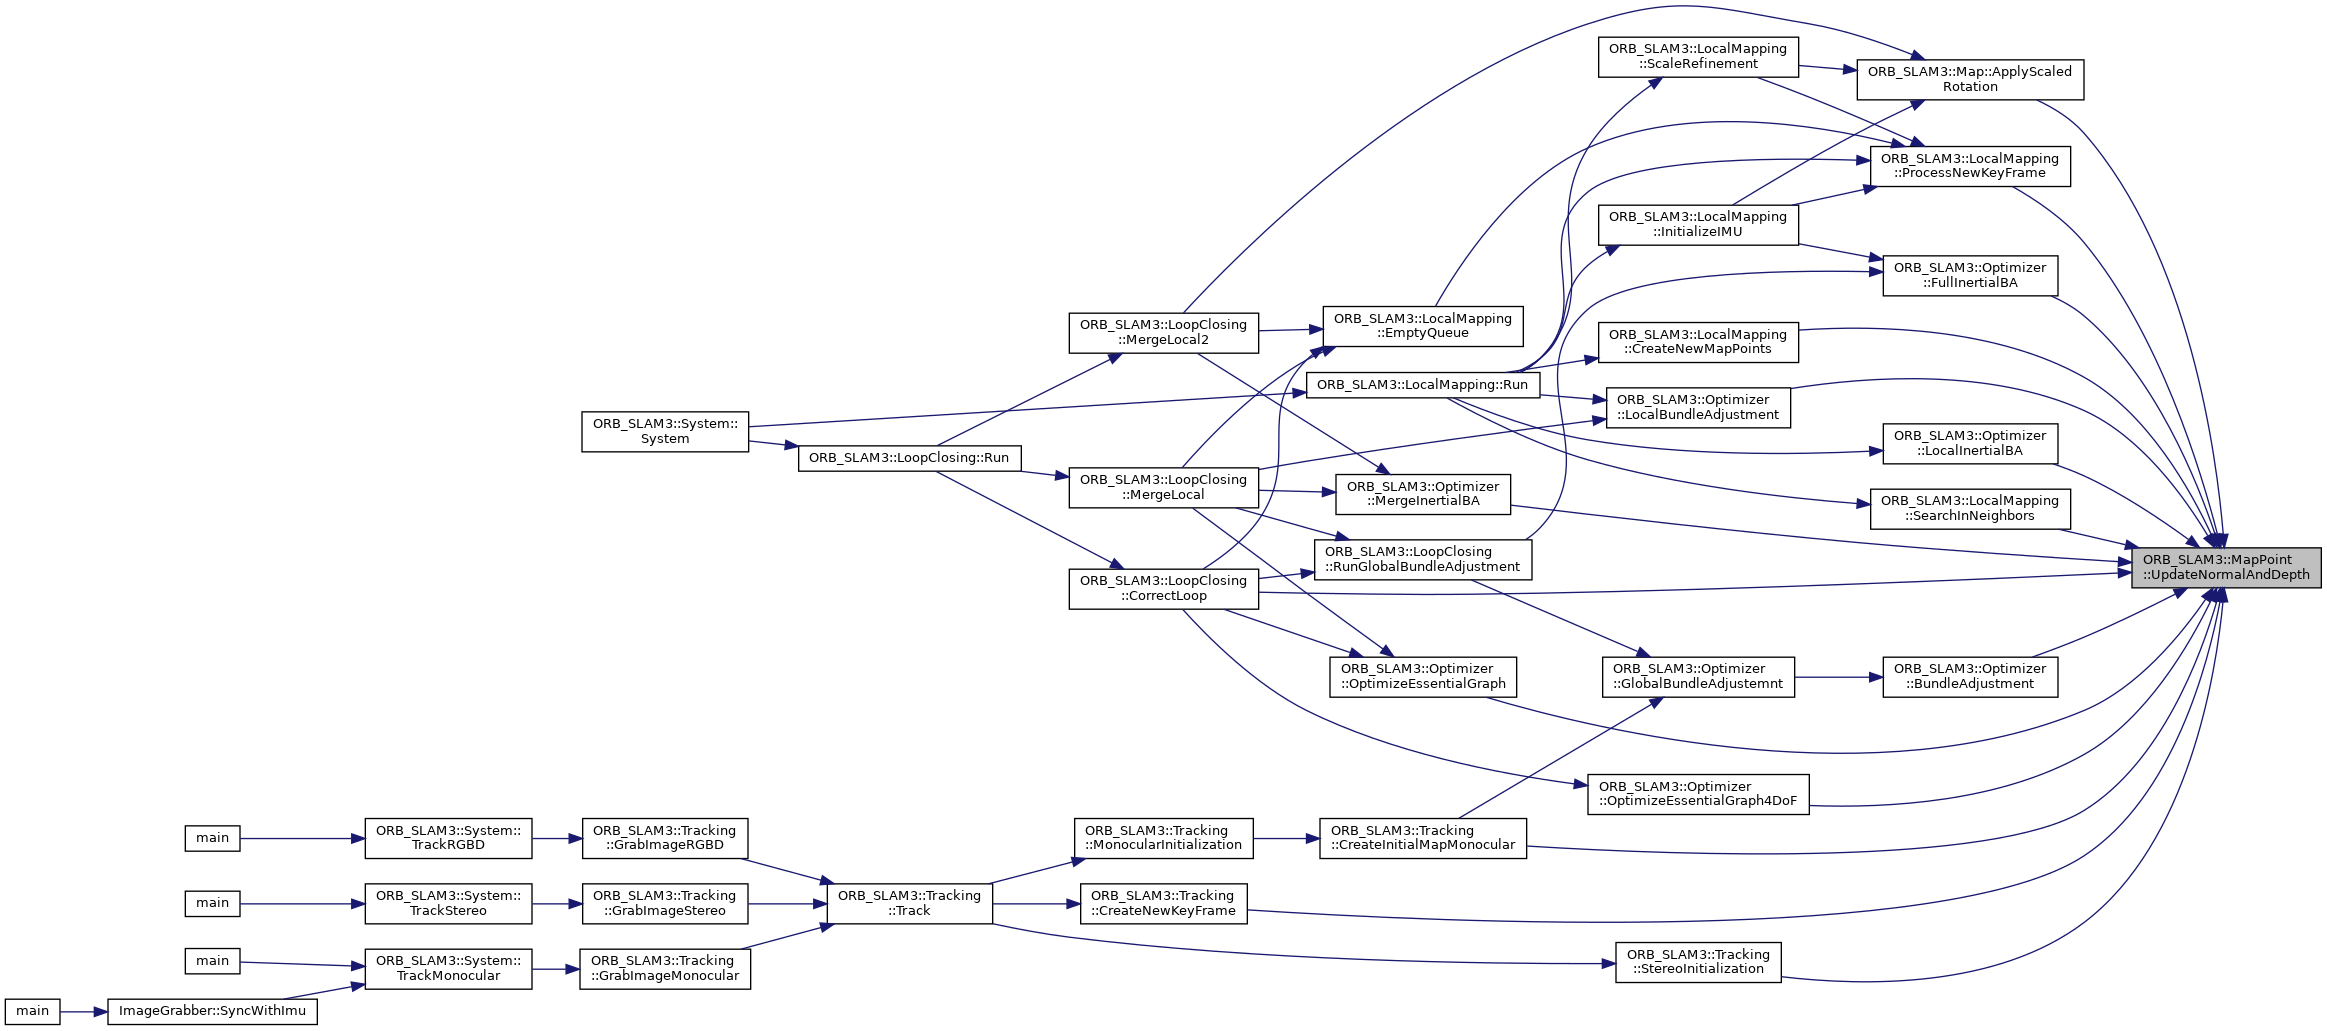 ORB_SLAM3::LocalMapping
::ScaleRefinement
ORB_SLAM3::Map::ApplyScaled
Rotation
ORB_SLAM3::LocalMapping
::ProcessNewKeyFrame
ORB_SLAM3::LocalMapping
::InitializeIMU
ORB_SLAM3::Optimizer
::FullInertialBA
ORB_SLAM3::LoopClosing
::MergeLocal2
ORB_SLAM3::LocalMapping
::EmptyQueue
ORB_SLAM3::LocalMapping
::CreateNewMapPoints
ORB_SLAM3::LocalMapping::Run
ORB_SLAM3::Optimizer
::LocalBundleAdjustment
ORB_SLAM3::System::
System
ORB_SLAM3::LoopClosing::Run
ORB_SLAM3::Optimizer
::LocalInertialBA
ORB_SLAM3::LoopClosing
::MergeLocal
ORB_SLAM3::Optimizer
::MergeInertialBA
ORB_SLAM3::LocalMapping
::SearchInNeighbors
ORB_SLAM3::LoopClosing
::RunGlobalBundleAdjustment
ORB_SLAM3::MapPoint
::UpdateNormalAndDepth
ORB_SLAM3::LoopClosing
::CorrectLoop
ORB_SLAM3::Optimizer
::OptimizeEssentialGraph
ORB_SLAM3::Optimizer
::GlobalBundleAdjustemnt
ORB_SLAM3::Optimizer
::BundleAdjustment
ORB_SLAM3::Optimizer
::OptimizeEssentialGraph4DoF
main
ORB_SLAM3::System::
TrackRGBD
ORB_SLAM3::Tracking
::GrabImageRGBD
ORB_SLAM3::Tracking
::MonocularInitialization
ORB_SLAM3::Tracking
::CreateInitialMapMonocular
main
ORB_SLAM3::System::
TrackStereo
ORB_SLAM3::Tracking
::GrabImageStereo
ORB_SLAM3::Tracking
::Track
ORB_SLAM3::Tracking
::CreateNewKeyFrame
main
ORB_SLAM3::System::
TrackMonocular
ORB_SLAM3::Tracking
::GrabImageMonocular
ORB_SLAM3::Tracking
::StereoInitialization
main
ImageGrabber::SyncWithImu